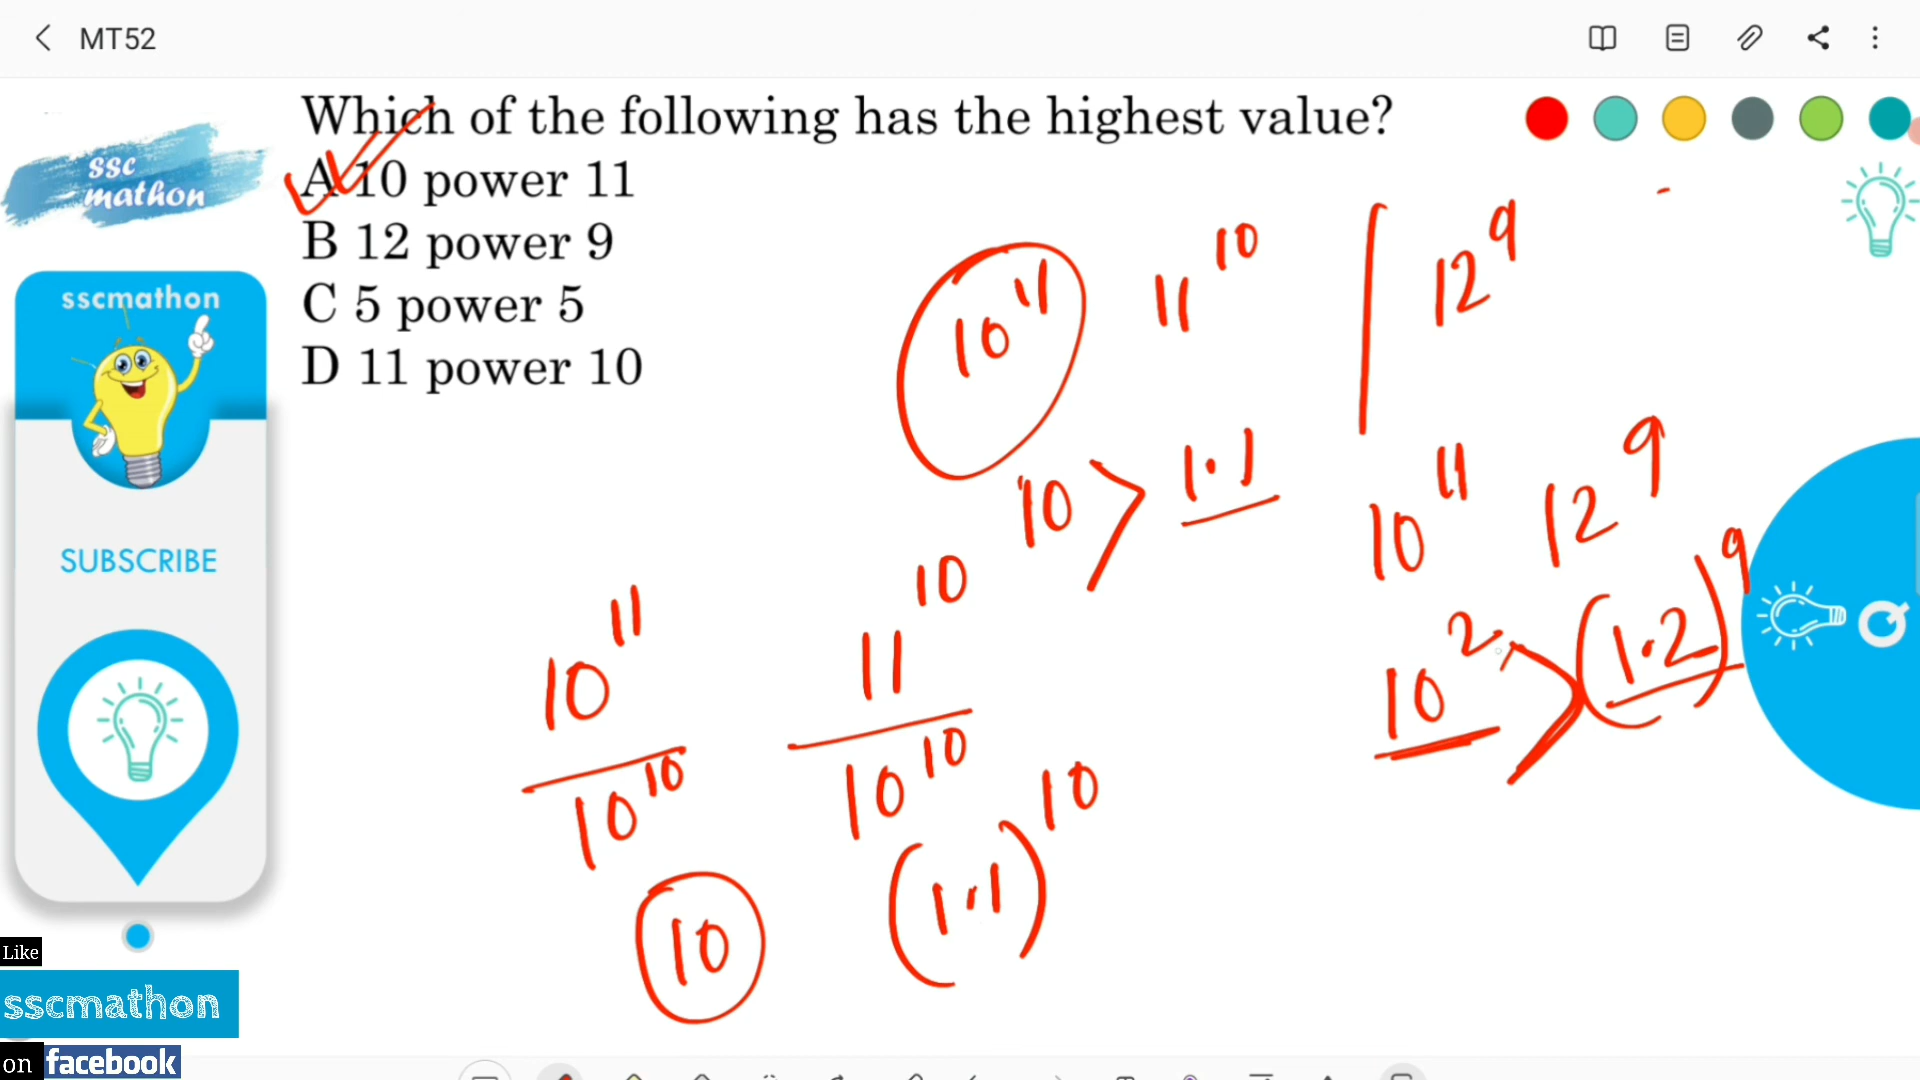 MT52
Which of the following has the highest value?
A 10 power 11
B 12 power 9
C 5 power 5
D 11 power 10
ssc
mathon
sscmathon
SUBSCRIBE
Like
sscmathon
on facebook
10^11 11^10 12^9
10 > 1.1
10^11 12^9
10^2 > (1.2)^9
10^11 11^10
10^10 10^10
10 (1.1)^10
Q